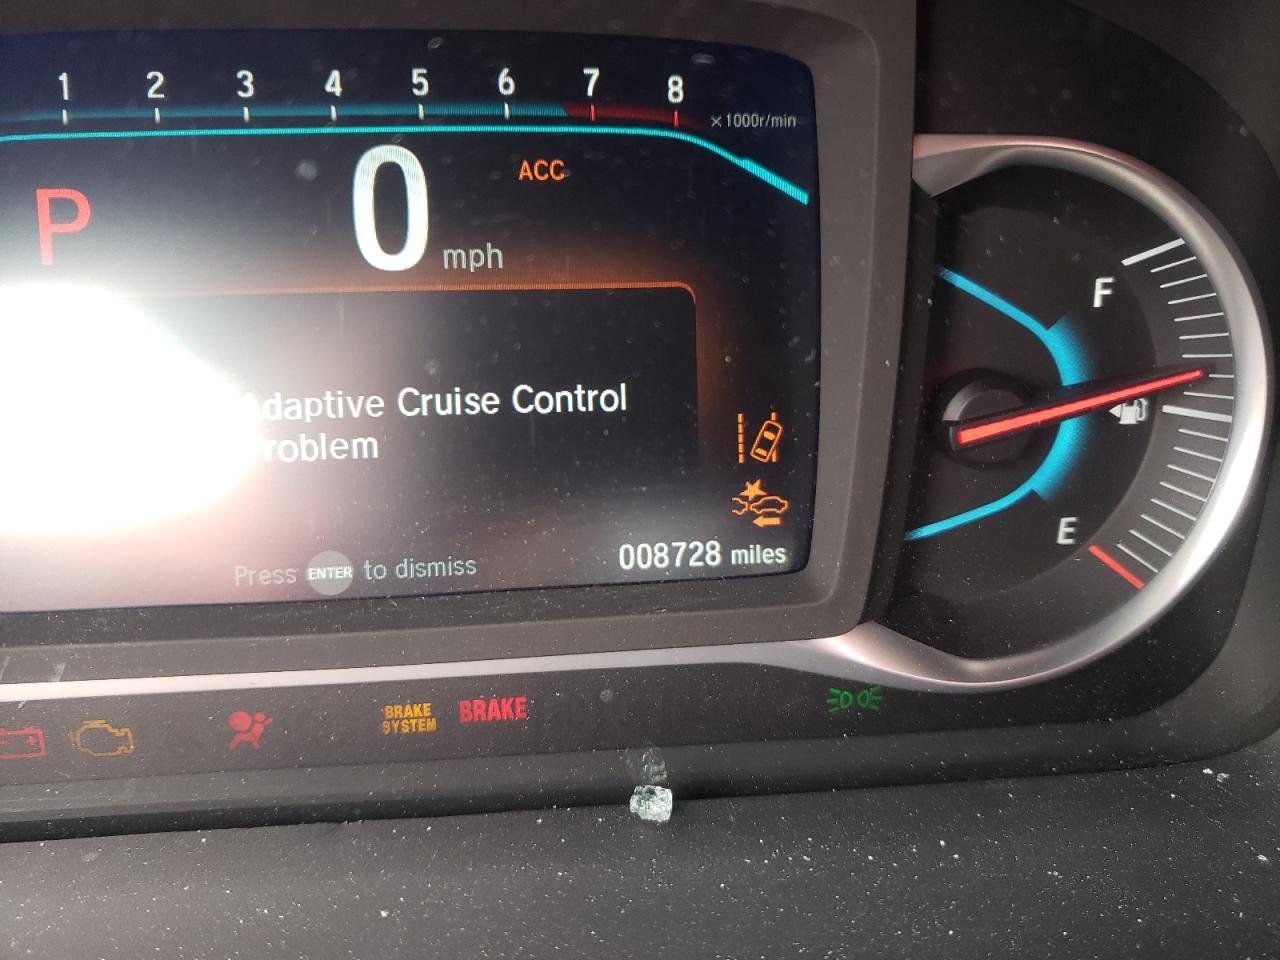 1 2 3 4 5 6 7 8
×1000r/min
P 0 mph ACC
Adaptive Cruise Control
Problem
Press ENTER to dismiss
008728 miles
F
E
BRAKE
SYSTEM
BRAKE